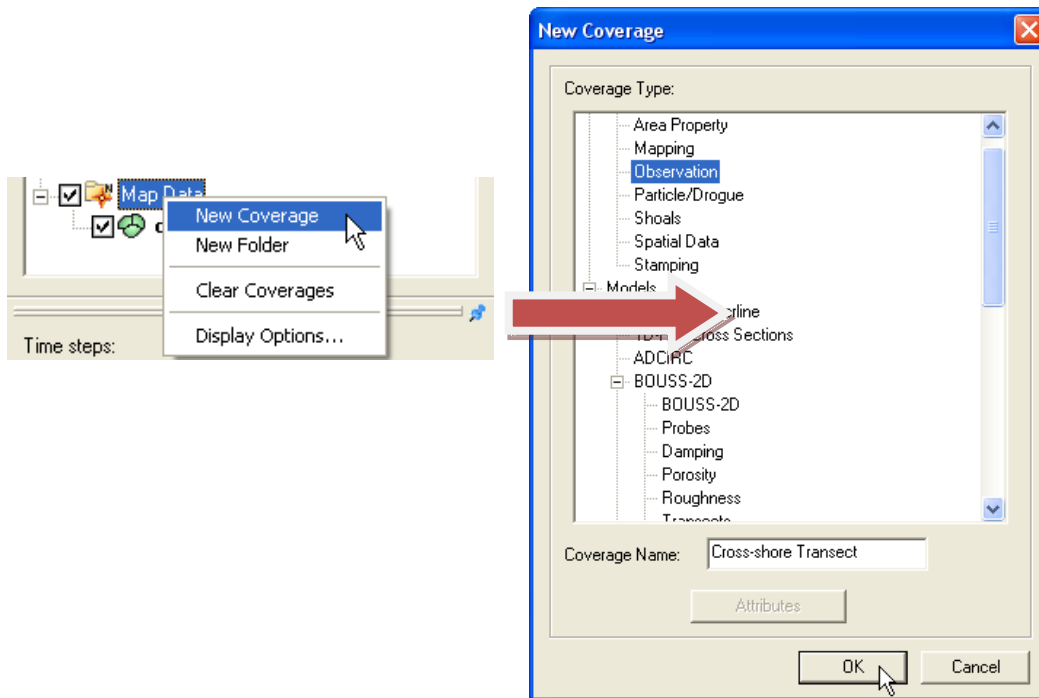 Map Data
New Coverage
New Folder
Clear Coverages
Display Options...
Time steps:
New Coverage
Coverage Type:
Area Property
Mapping
Observation
Particle/Drogue
Shoals
Spatial Data
Stamping
Models
Cross Sections
ADCIRC
BOUSS-2D
BOUSS-2D
Probes
Damping
Porosity
Roughness
Transects
Coverage Name:
Cross-shore Transect
Attributes
OK
Cancel